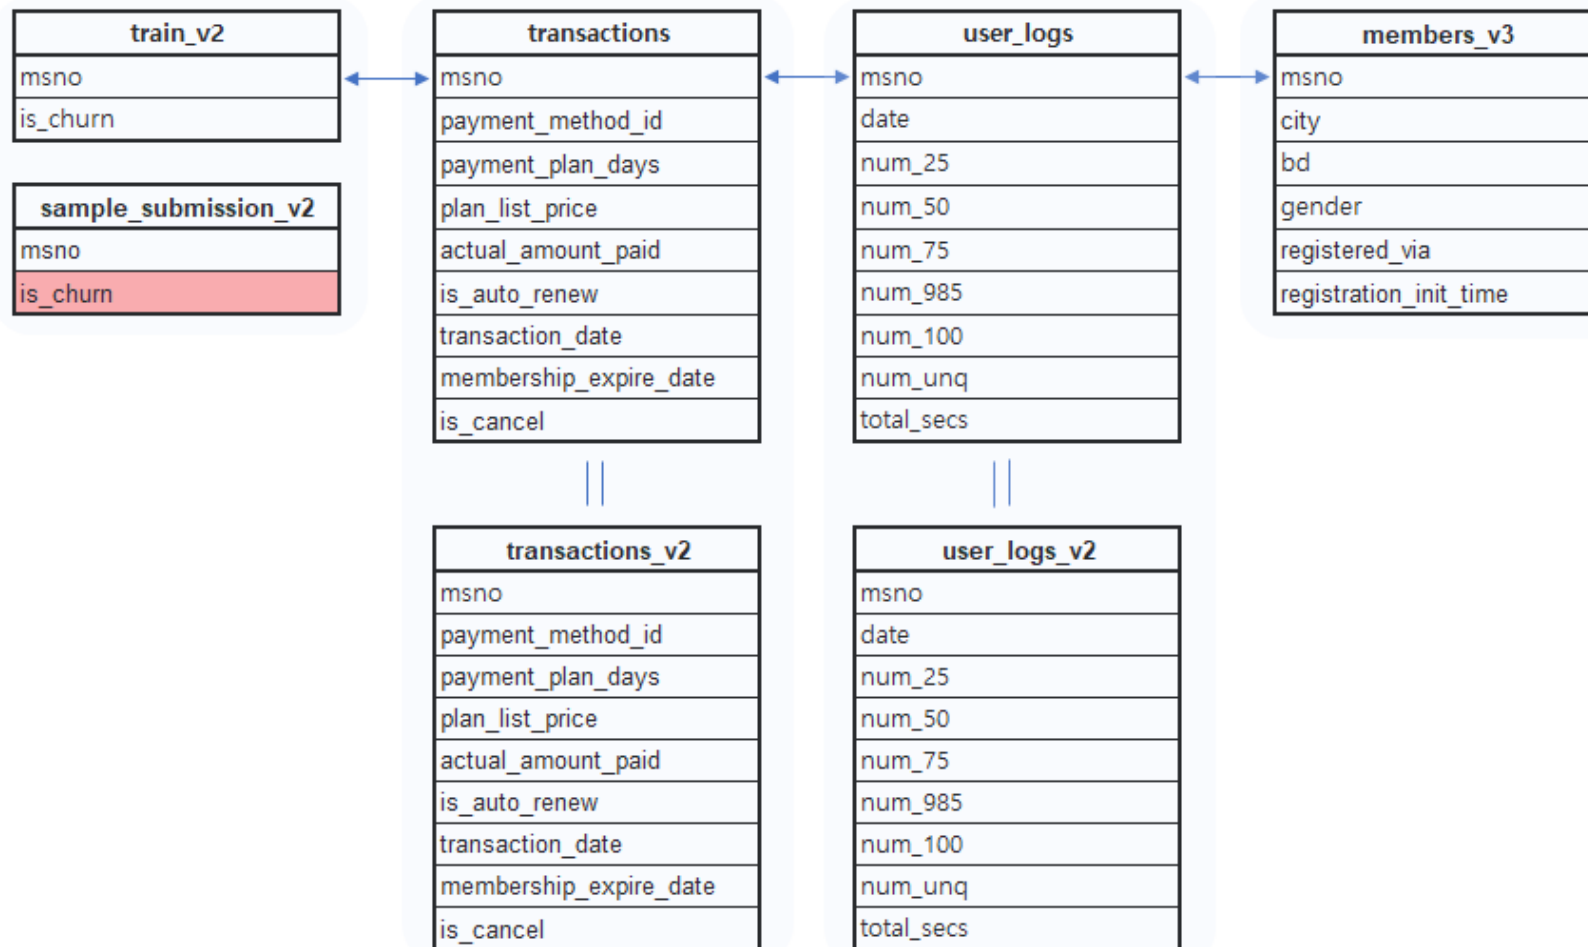 train_v2
msno
is_churn
sample_submission_v2
msno
is_churn
transactions
msno
payment_method_id
payment_plan_days
plan_list_price
actual_amount_paid
is_auto_renew
transaction_date
membership_expire_date
is_cancel
transactions_v2
msno
payment_method_id
payment_plan_days
plan_list_price
actual_amount_paid
is_auto_renew
transaction_date
membership_expire_date
is_cancel
user_logs
msno
date
num_25
num_50
num_75
num_985
num_100
num_unq
total_secs
user_logs_v2
msno
date
num_25
num_50
num_75
num_985
num_100
num_unq
total_secs
members_v3
msno
city
bd
gender
registered_via
registration_init_time